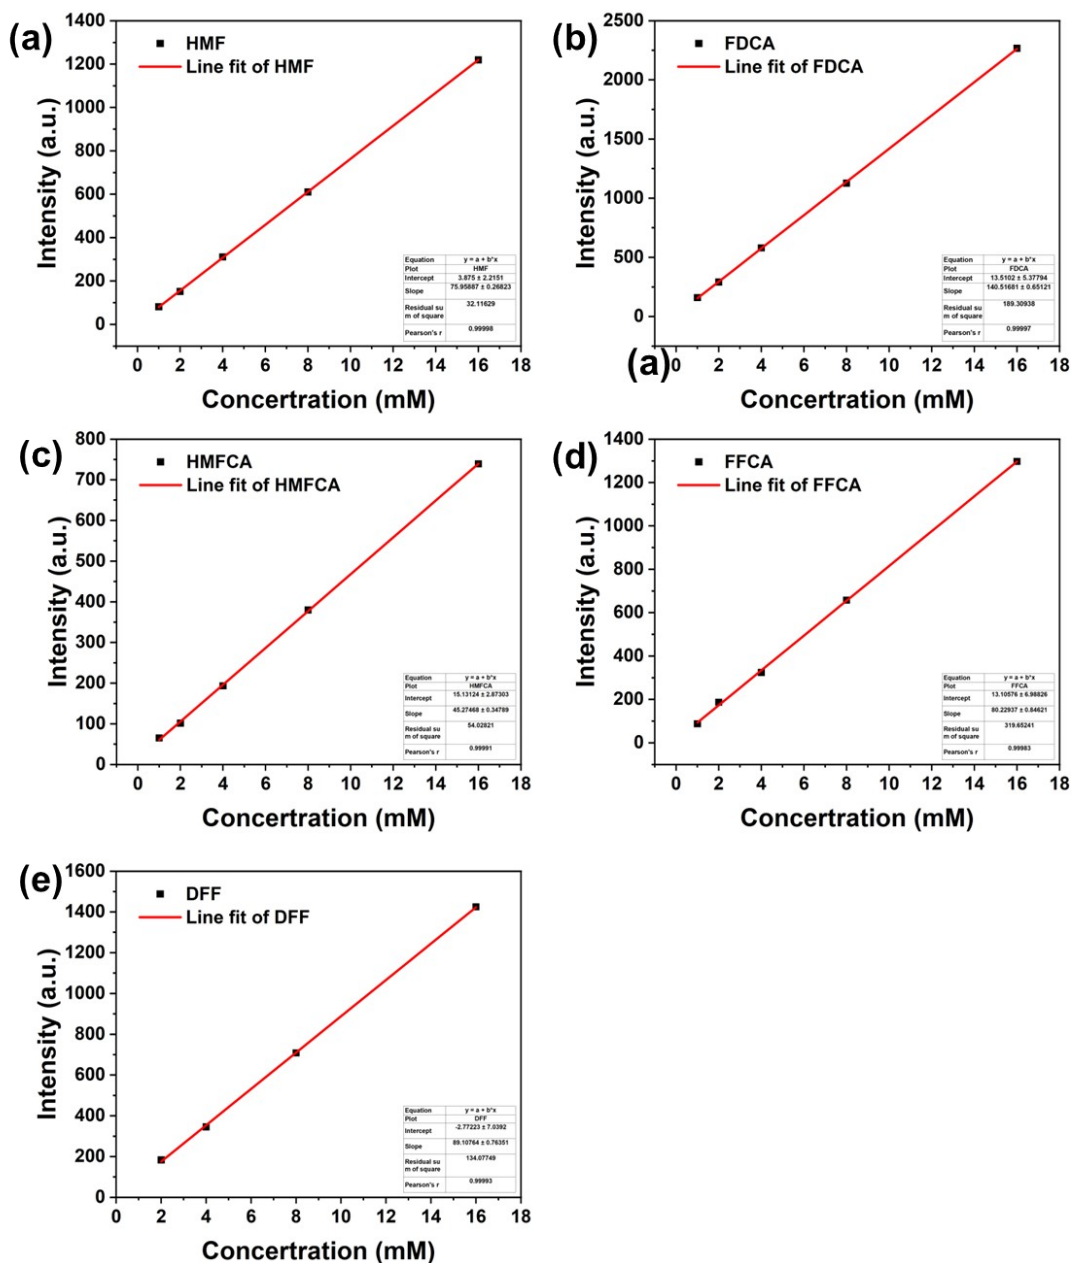 (a)
HMF
Line fit of HMF
Intensity (a.u.)
1400
1200
1000
800
600
400
200
0
Equation y = a + b*x
Plot HMF
Intercept 3.875 ± 2.2151
Slope 75.95887 ± 0.26823
Residual su
m of square 32.11629
Pearson's r 0.99998
0 2 4 6 8 10 12 14 16 18
Concertration (mM)
(b)
FDCA
Line fit of FDCA
Intensity (a.u.)
2500
2000
1500
1000
500
0
Equation y = a + b*x
Plot FDCA
Intercept 13.5102 ± 5.37794
Slope 140.51681 ± 0.65121
Residual su
m of square 189.30938
Pearson's r 0.99997
(a)
0 2 4 6 8 10 12 14 16 18
Concertration (mM)
(c)
HMFCA
Line fit of HMFCA
Intensity (a.u.)
800
700
600
500
400
300
200
100
0
Equation y = a + b*x
Plot HMFCA
Intercept 15.13124 ± 2.87303
Slope 45.27468 ± 0.34789
Residual su
m of square 54.02821
Pearson's r 0.99991
0 2 4 6 8 10 12 14 16 18
Concertration (mM)
(d)
FFCA
Line fit of FFCA
Intensity (a.u.)
1400
1200
1000
800
600
400
200
0
Equation y = a + b*x
Plot FFCA
Intercept 13.10576 ± 6.98826
Slope 80.22937 ± 0.84621
Residual su
m of square 319.65241
Pearson's r 0.99983
0 2 4 6 8 10 12 14 16 18
Concertration (mM)
(e)
DFF
Line fit of DFF
Intensity (a.u.)
1600
1400
1200
1000
800
600
400
200
0
Equation y = a + b*x
Plot DFF
Intercept -2.77223 ± 7.0392
Slope 89.10764 ± 0.76351
Residual su
m of square 134.07749
Pearson's r 0.99993
0 2 4 6 8 10 12 14 16 18
Concertration (mM)